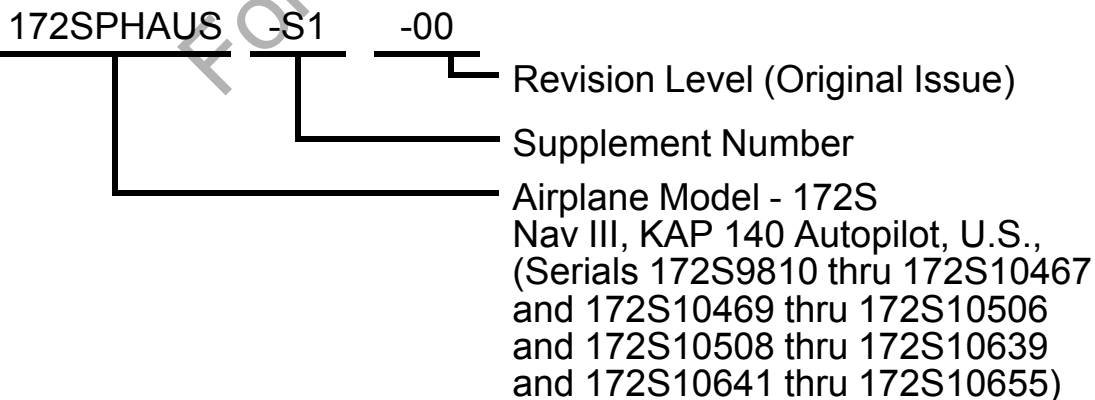 172SPHAUS -S1 -00
Revision Level (Original Issue)
Supplement Number
Airplane Model - 172S
Nav III, KAP 140 Autopilot, U.S.,
(Serials 172S9810 thru 172S10467
and 172S10469 thru 172S10506
and 172S10508 thru 172S10639
and 172S10641 thru 172S10655)